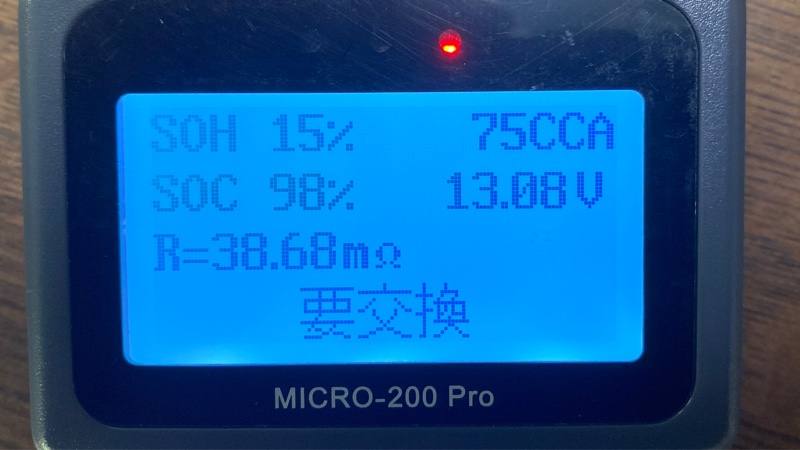 SOH 15% 75CCA
SOC 98% 13.08V
R=38.68mΩ
要交換
MICRO-200 Pro